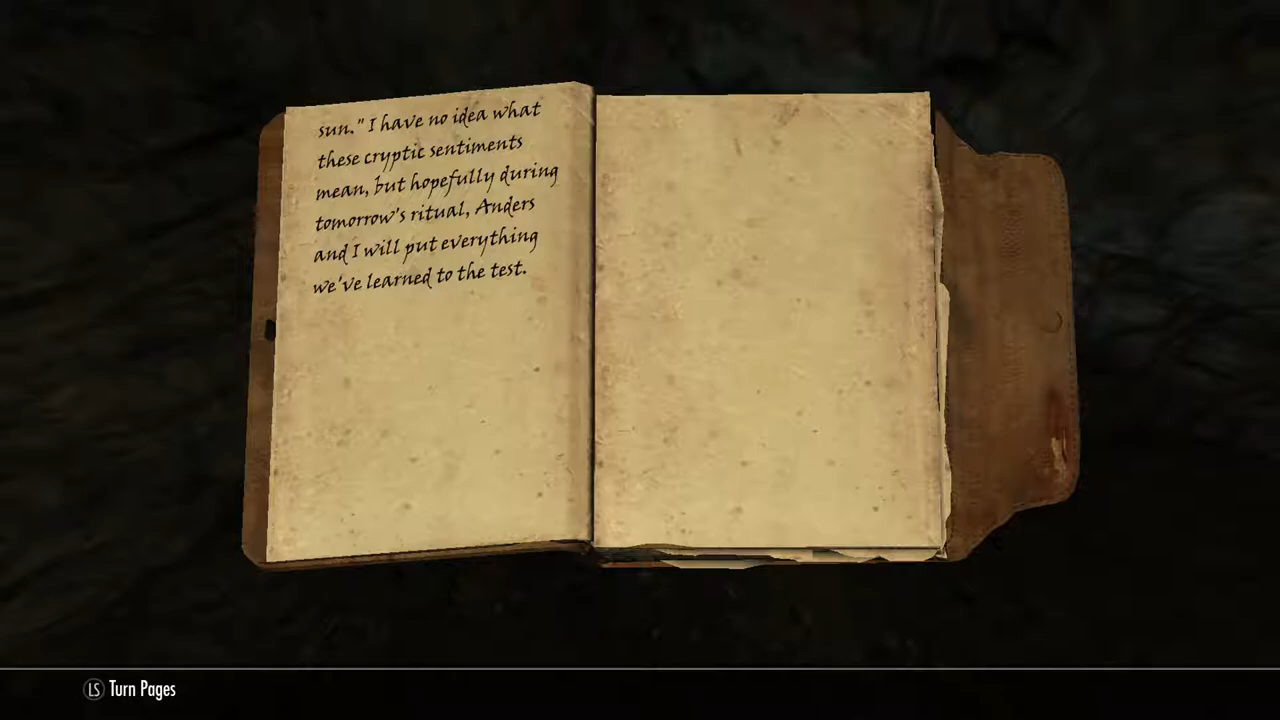 sun." I have no idea what
these cryptic sentiments
mean, but hopefully during
tomorrow's ritual, Anders
and I will put everything
we've learned to the test.
LS Turn Pages